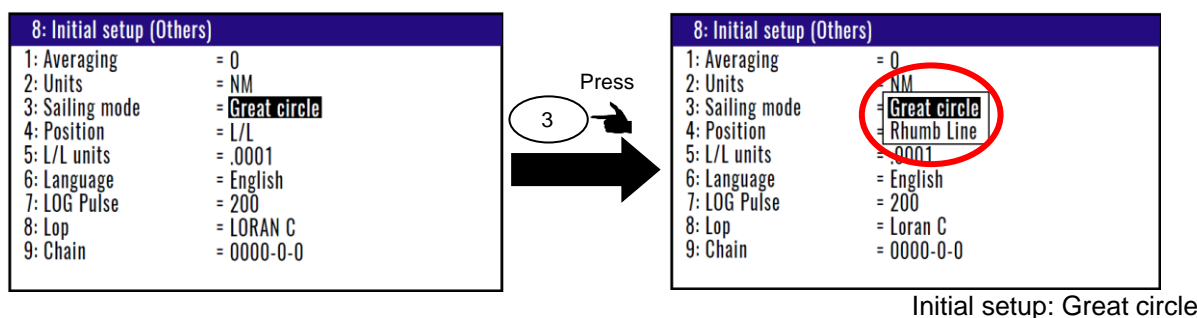 8: Initial setup (Others)
1: Averaging = 0
2: Units = NM
3: Sailing mode = Great circle
4: Position = L/L
5: L/L units = .0001
6: Language = English
7: LOG Pulse = 200
8: Lop = LORAN C
9: Chain = 0000-0-0
Press
3
8: Initial setup (Others)
1: Averaging = 0
2: Units = NM
3: Sailing mode = Great circle
4: Position = Rhumb Line
5: L/L units = .0001
6: Language = English
7: LOG Pulse = 200
8: Lop = Loran C
9: Chain = 0000-0-0
Initial setup: Great circle